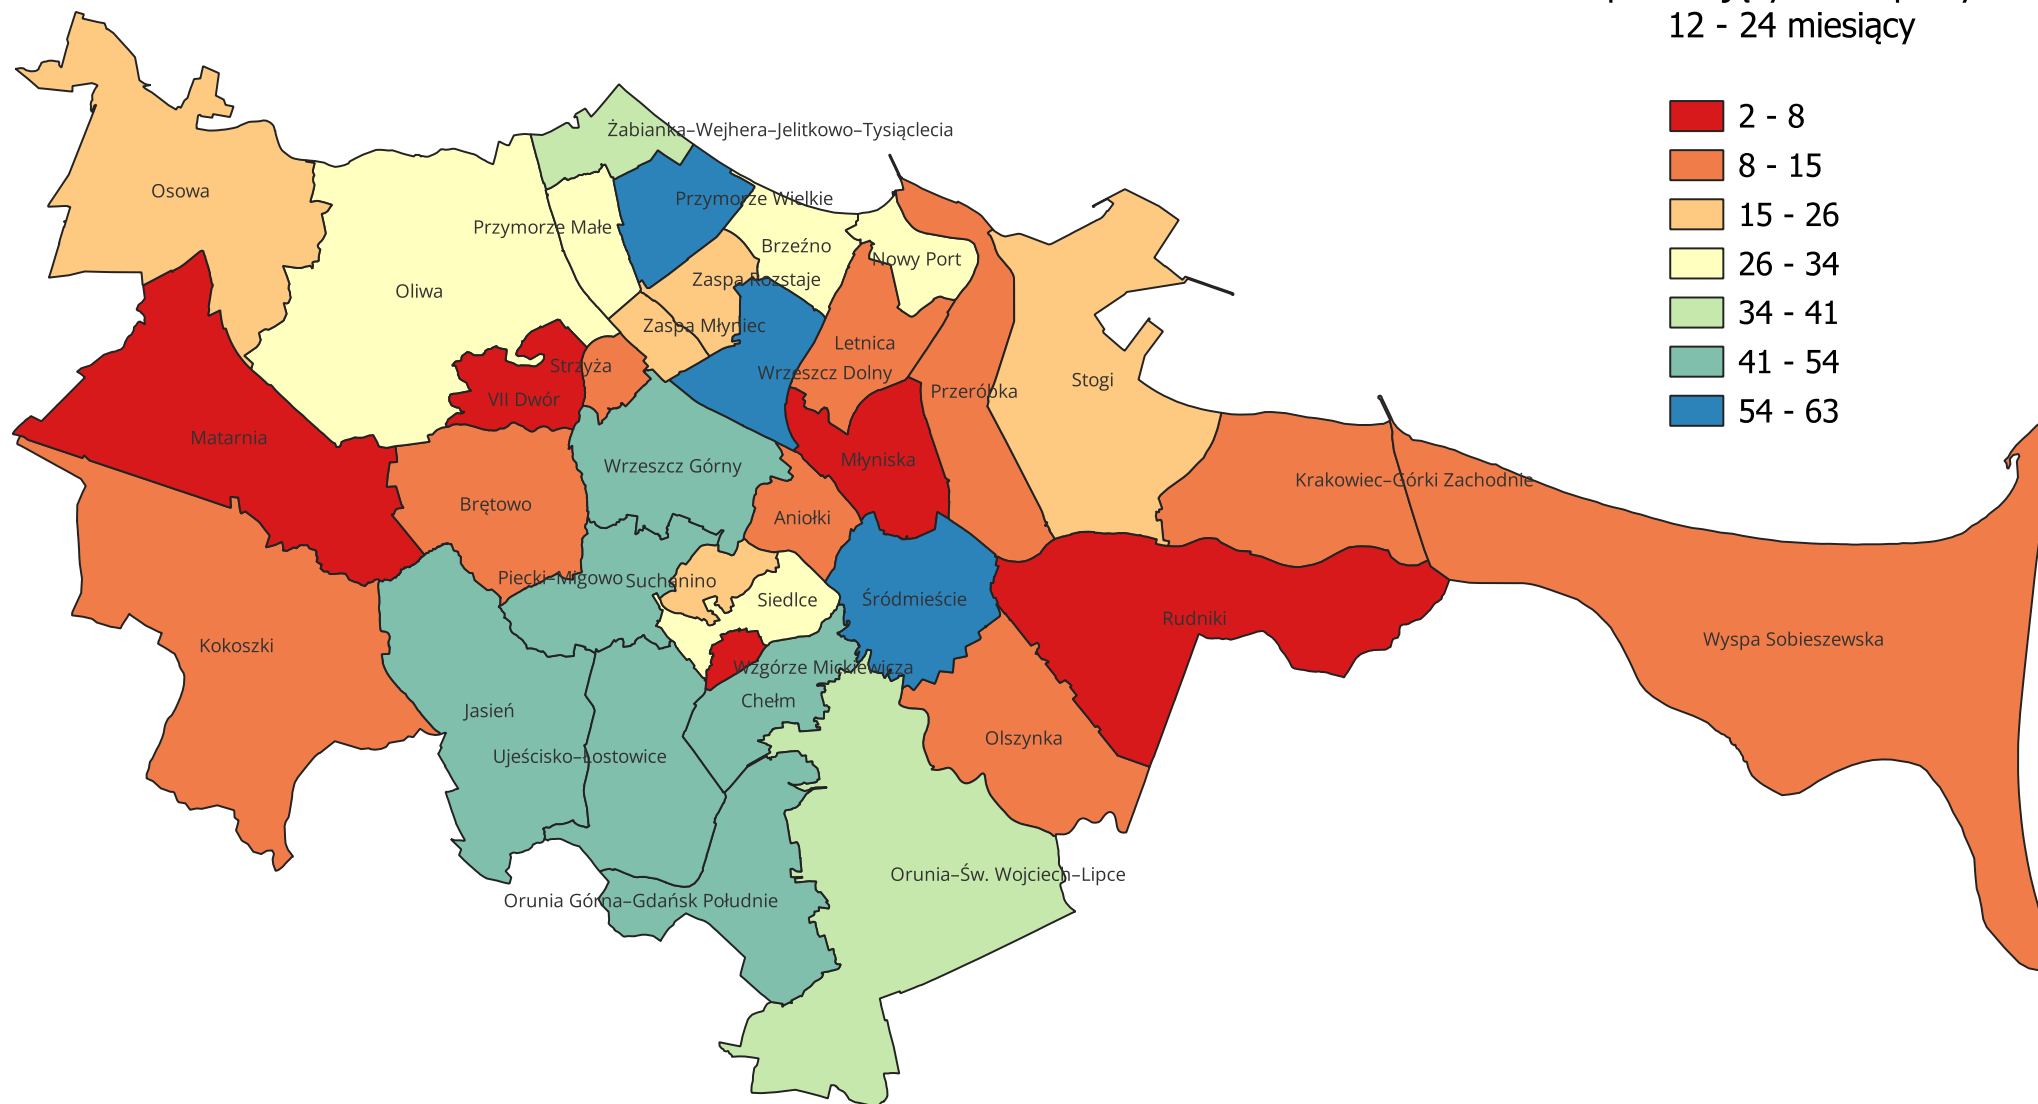 12 - 24 miesiący
2 - 8
8 - 15
15 - 26
26 - 34
34 - 41
41 - 54
54 - 63
Żabianka–Wejhera–Jelitkowo–Tysiąclecia
Osowa
Przymorze Wielkie
Przymorze Małe
Brzeźno
Nowy Port
Zaspa Rozstaje
Oliwa
Zaspa Młyniec
Letnica
Strzyża
Wrzeszcz Dolny
Stogi
Przeróbka
VII Dwór
Matarnia
Młyniska
Wrzeszcz Górny
Krakowiec–Górki Zachodnie
Brętowo
Aniołki
Piecki–Migowo
Suchanino
Siedlce
Śródmieście
Rudniki
Wyspa Sobieszewska
Kokoszki
Wzgórze Mickiewicza
Chełm
Jasień
Olszynka
Ujeścisko–Łostowice
Orunia–Św. Wojciech–Lipce
Orunia Górna–Gdańsk Południe